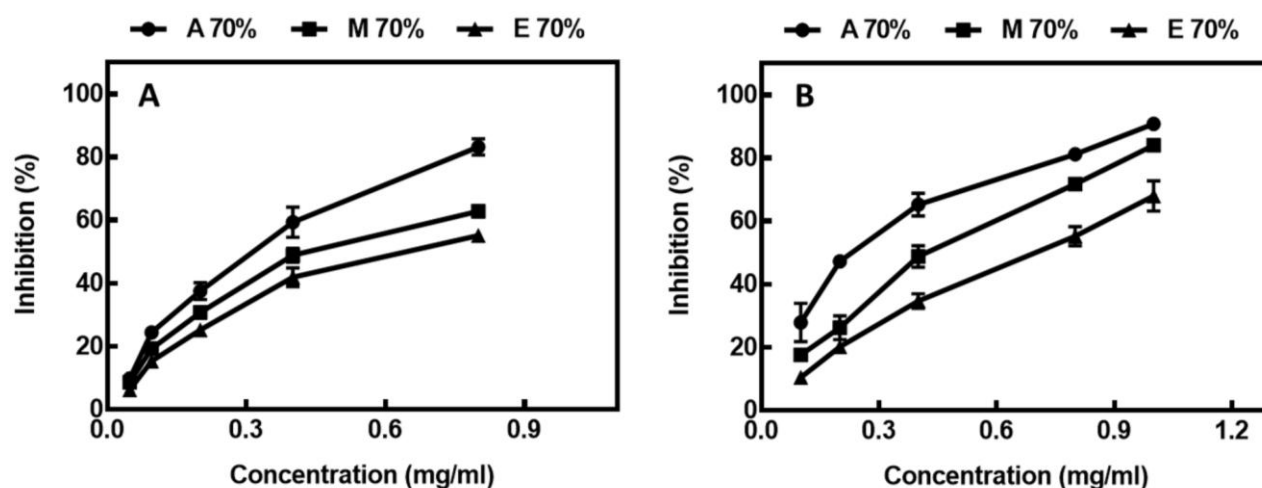 A 70% M 70% E 70%
A
Inhibition (%)
100
80
60
40
20
0
0.0 0.3 0.6 0.9
Concentration (mg/ml)
A 70% M 70% E 70%
B
Inhibition (%)
100
80
60
40
20
0
0.0 0.3 0.6 0.9 1.2
Concentration (mg/ml)